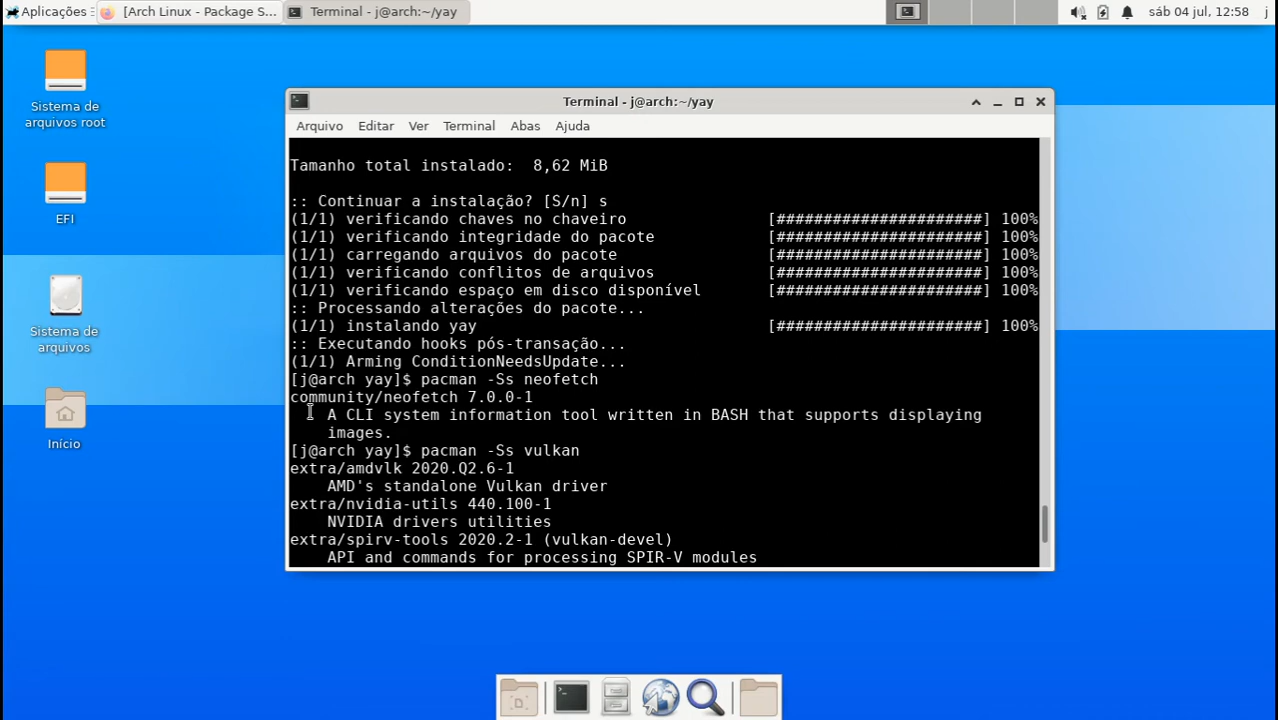 Aplicações
[Arch Linux - Package S...
Terminal - j@arch:~/yay
sáb 04 jul, 12:58
j
Sistema de
arquivos root
EFI
Sistema de
arquivos
Início
Terminal - j@arch:~/yay
Arquivo Editar Ver Terminal Abas Ajuda
Tamanho total instalado:  8,62 MiB
:: Continuar a instalação? [S/n] s
(1/1) verificando chaves no chaveiro [######################] 100%
(1/1) verificando integridade do pacote [######################] 100%
(1/1) carregando arquivos do pacote [######################] 100%
(1/1) verificando conflitos de arquivos [######################] 100%
(1/1) verificando espaço em disco disponível [######################] 100%
:: Processando alterações do pacote...
(1/1) instalando yay [######################] 100%
:: Executando hooks pós-transação...
(1/1) Arming ConditionNeedsUpdate...
[j@arch yay]$ pacman -Ss neofetch
community/neofetch 7.0.0-1
A CLI system information tool written in BASH that supports displaying
images.
[j@arch yay]$ pacman -Ss vulkan
extra/amdvlk 2020.Q2.6-1
AMD's standalone Vulkan driver
extra/nvidia-utils 440.100-1
NVIDIA drivers utilities
extra/spirv-tools 2020.2-1 (vulkan-devel)
API and commands for processing SPIR-V modules